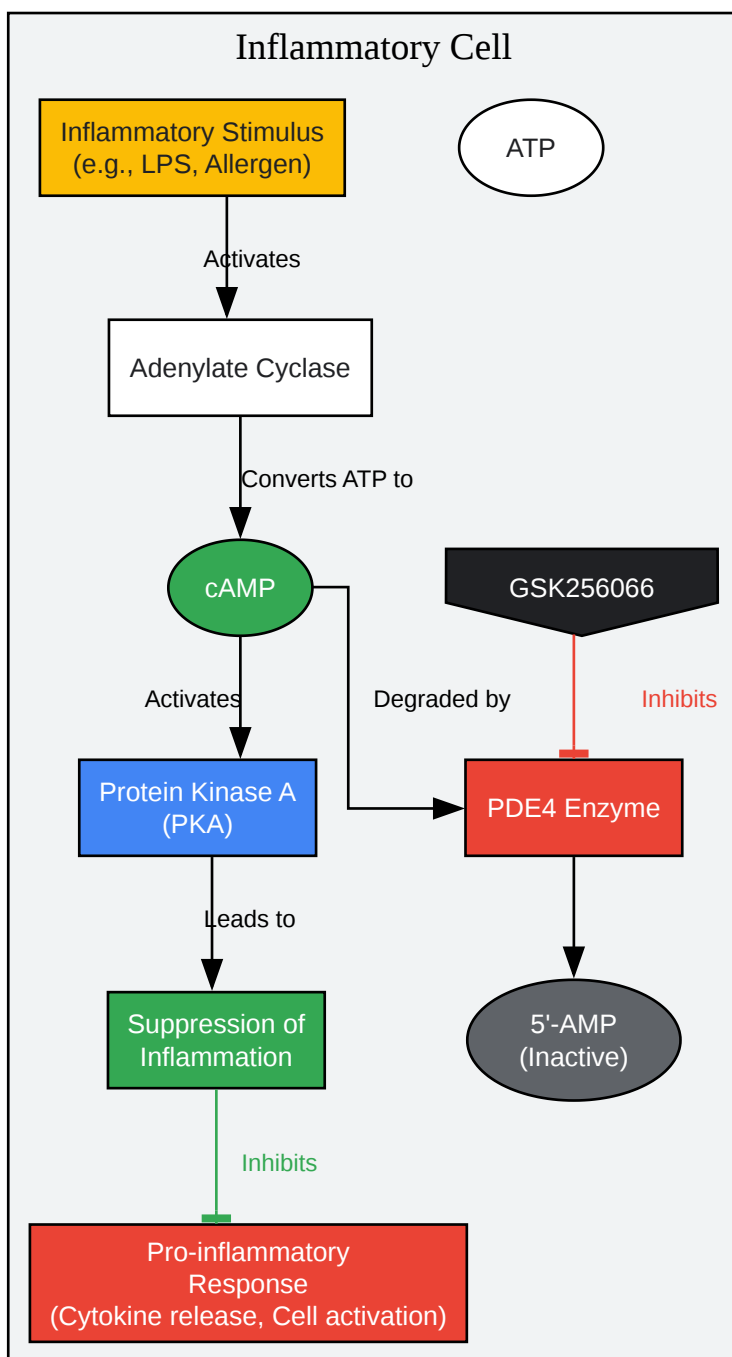 Inflammatory Cell
Inflammatory Stimulus
(e.g., LPS, Allergen)
ATP
Activates
Adenylate Cyclase
Converts ATP to
cAMP
GSK256066
Activates
Degraded by
Inhibits
Protein Kinase A
(PKA)
PDE4 Enzyme
Leads to
Suppression of
Inflammation
5'-AMP
(Inactive)
Inhibits
Pro-inflammatory
Response
(Cytokine release, Cell activation)